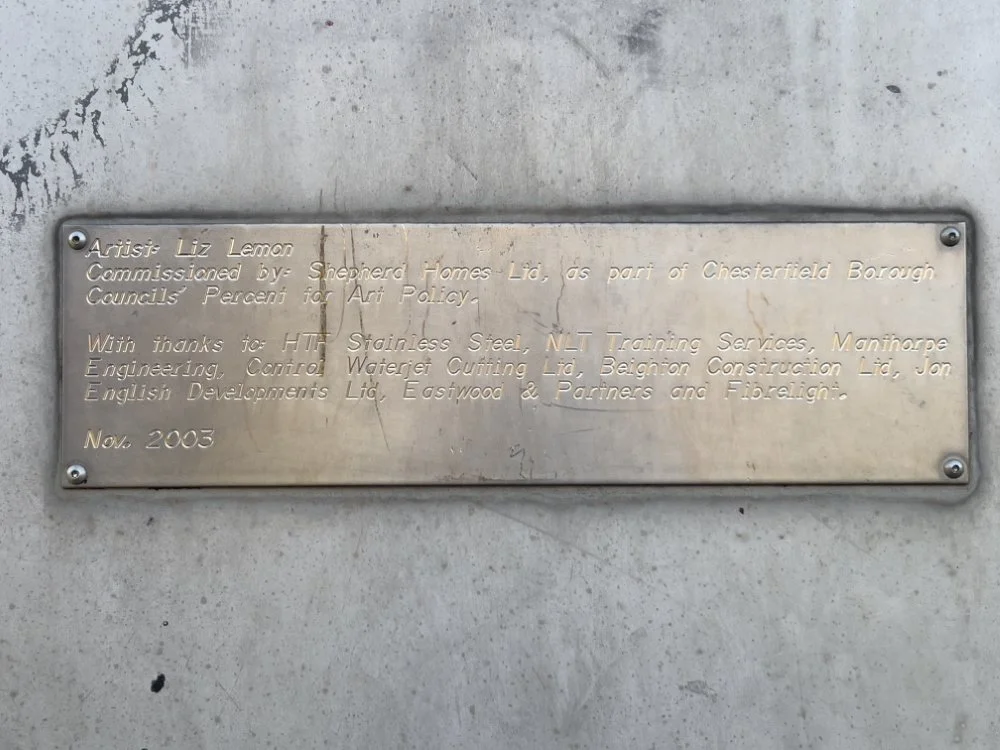 Artist: Liz Lemon
Commissioned by: Shepherd Homes Ltd, as part of Chesterfield Borough
Councils' Percent for Art Policy.
With thanks to: HTF Stainless Steel, NLT Training Services, Manthorpe
Engineering, Control Waterjet Cutting Ltd, Beighton Construction Ltd, Jon
English Developments Ltd, Eastwood & Partners and Fibrelight.
Nov. 2003